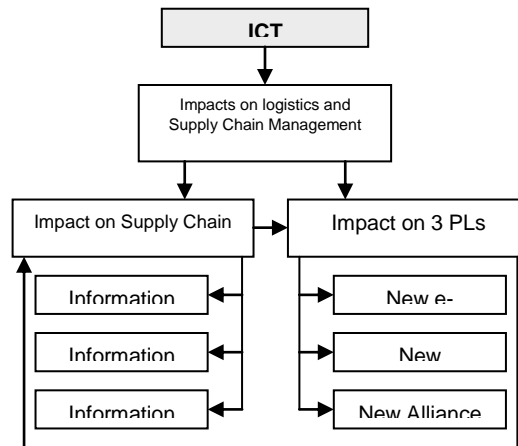 ICT
Impacts on logistics and
Supply Chain Management
Impact on Supply Chain
Impact on 3 PLs
Information
New e-
Information
New
Information
New Alliance